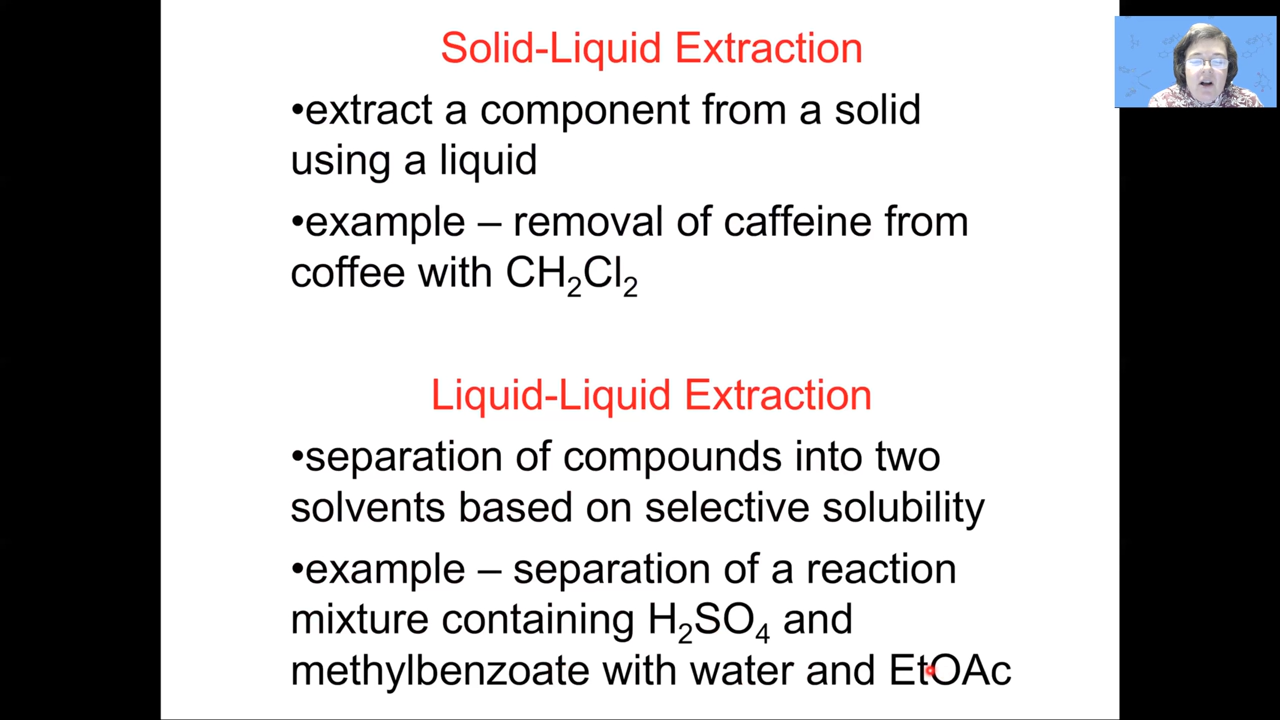 Solid-Liquid Extraction
•extract a component from a solid
using a liquid
•example – removal of caffeine from
coffee with CH₂Cl₂
Liquid-Liquid Extraction
•separation of compounds into two
solvents based on selective solubility
•example – separation of a reaction
mixture containing H₂SO₄ and
methylbenzoate with water and EtOAc